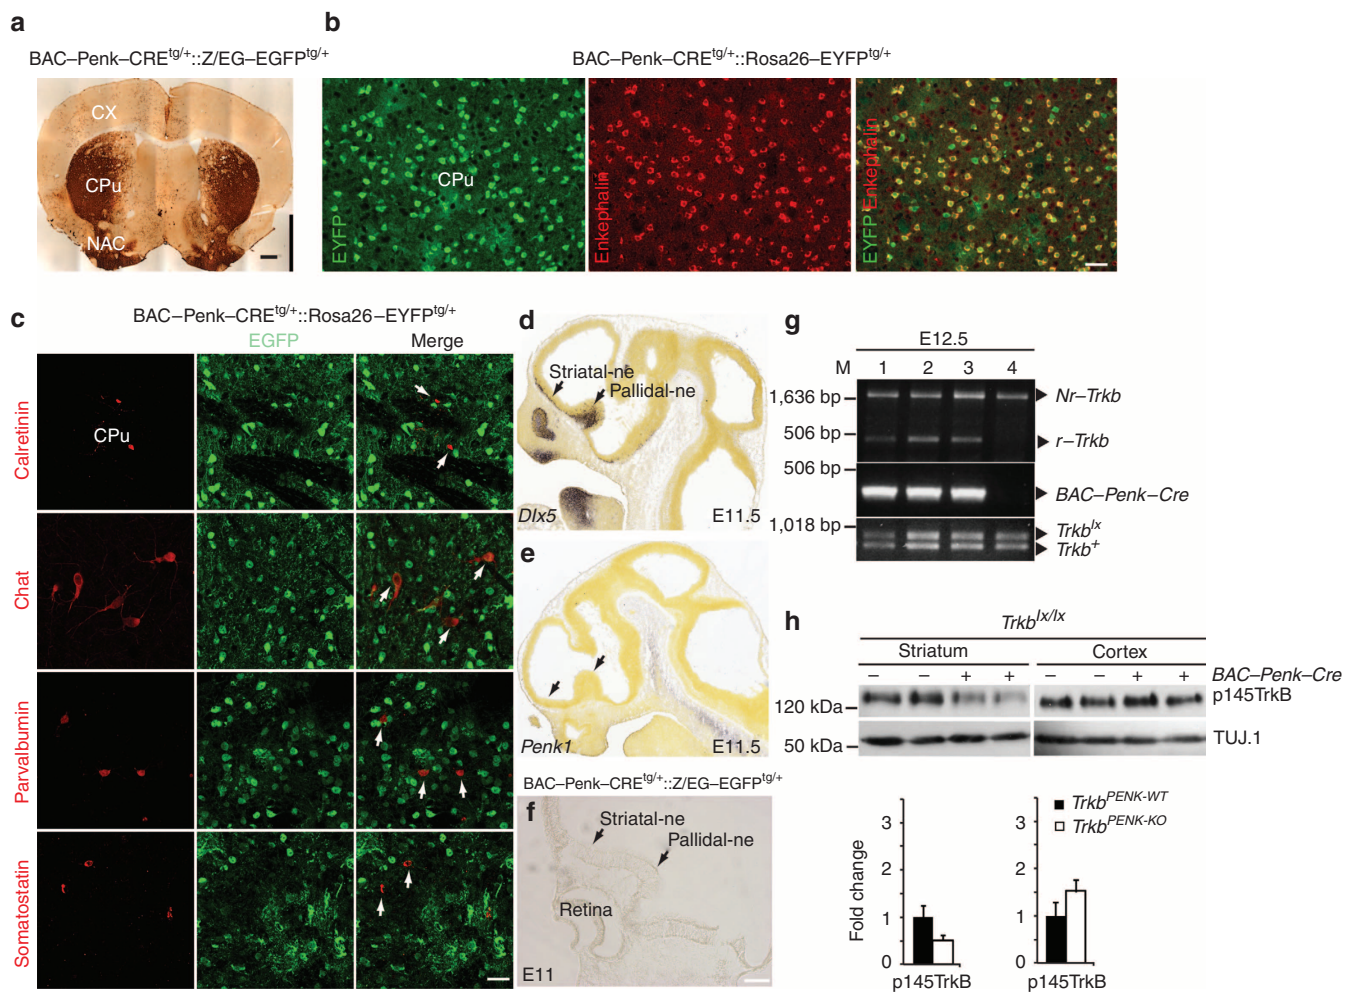 a
BAC–Penk–CRE^tg/+::Z/EG–EGFP^tg/+
CX
CPu
NAC
b
BAC–Penk–CRE^tg/+::Rosa26–EYFP^tg/+
EYFP
CPu
Enkephalin
EYFP Enkephalin
c
BAC–Penk–CRE^tg/+::Rosa26–EYFP^tg/+
EGFP
Merge
Calretinin
CPu
Chat
Parvalbumin
Somatostatin
d
Striatal-ne
Pallidal-ne
Dlx5
E11.5
e
Penk1
E11.5
BAC–Penk–CRE^tg/+::Z/EG–EGFP^tg/+
f
Striatal-ne
Pallidal-ne
Retina
E11
g
E12.5
M 1 2 3 4
1,636 bp
Nr–Trkb
506 bp
r–Trkb
506 bp
BAC–Penk–Cre
1,018 bp
Trkb^lx
Trkb^+
h
Trkb^lx/lx
Striatum
Cortex
– – + + – – + + BAC–Penk–Cre
p145TrkB
120 kDa
50 kDa
TUJ.1
Fold change
3
2
1
0
p145TrkB
3
2
1
0
p145TrkB
Trkb^PENK-WT
Trkb^PENK-KO